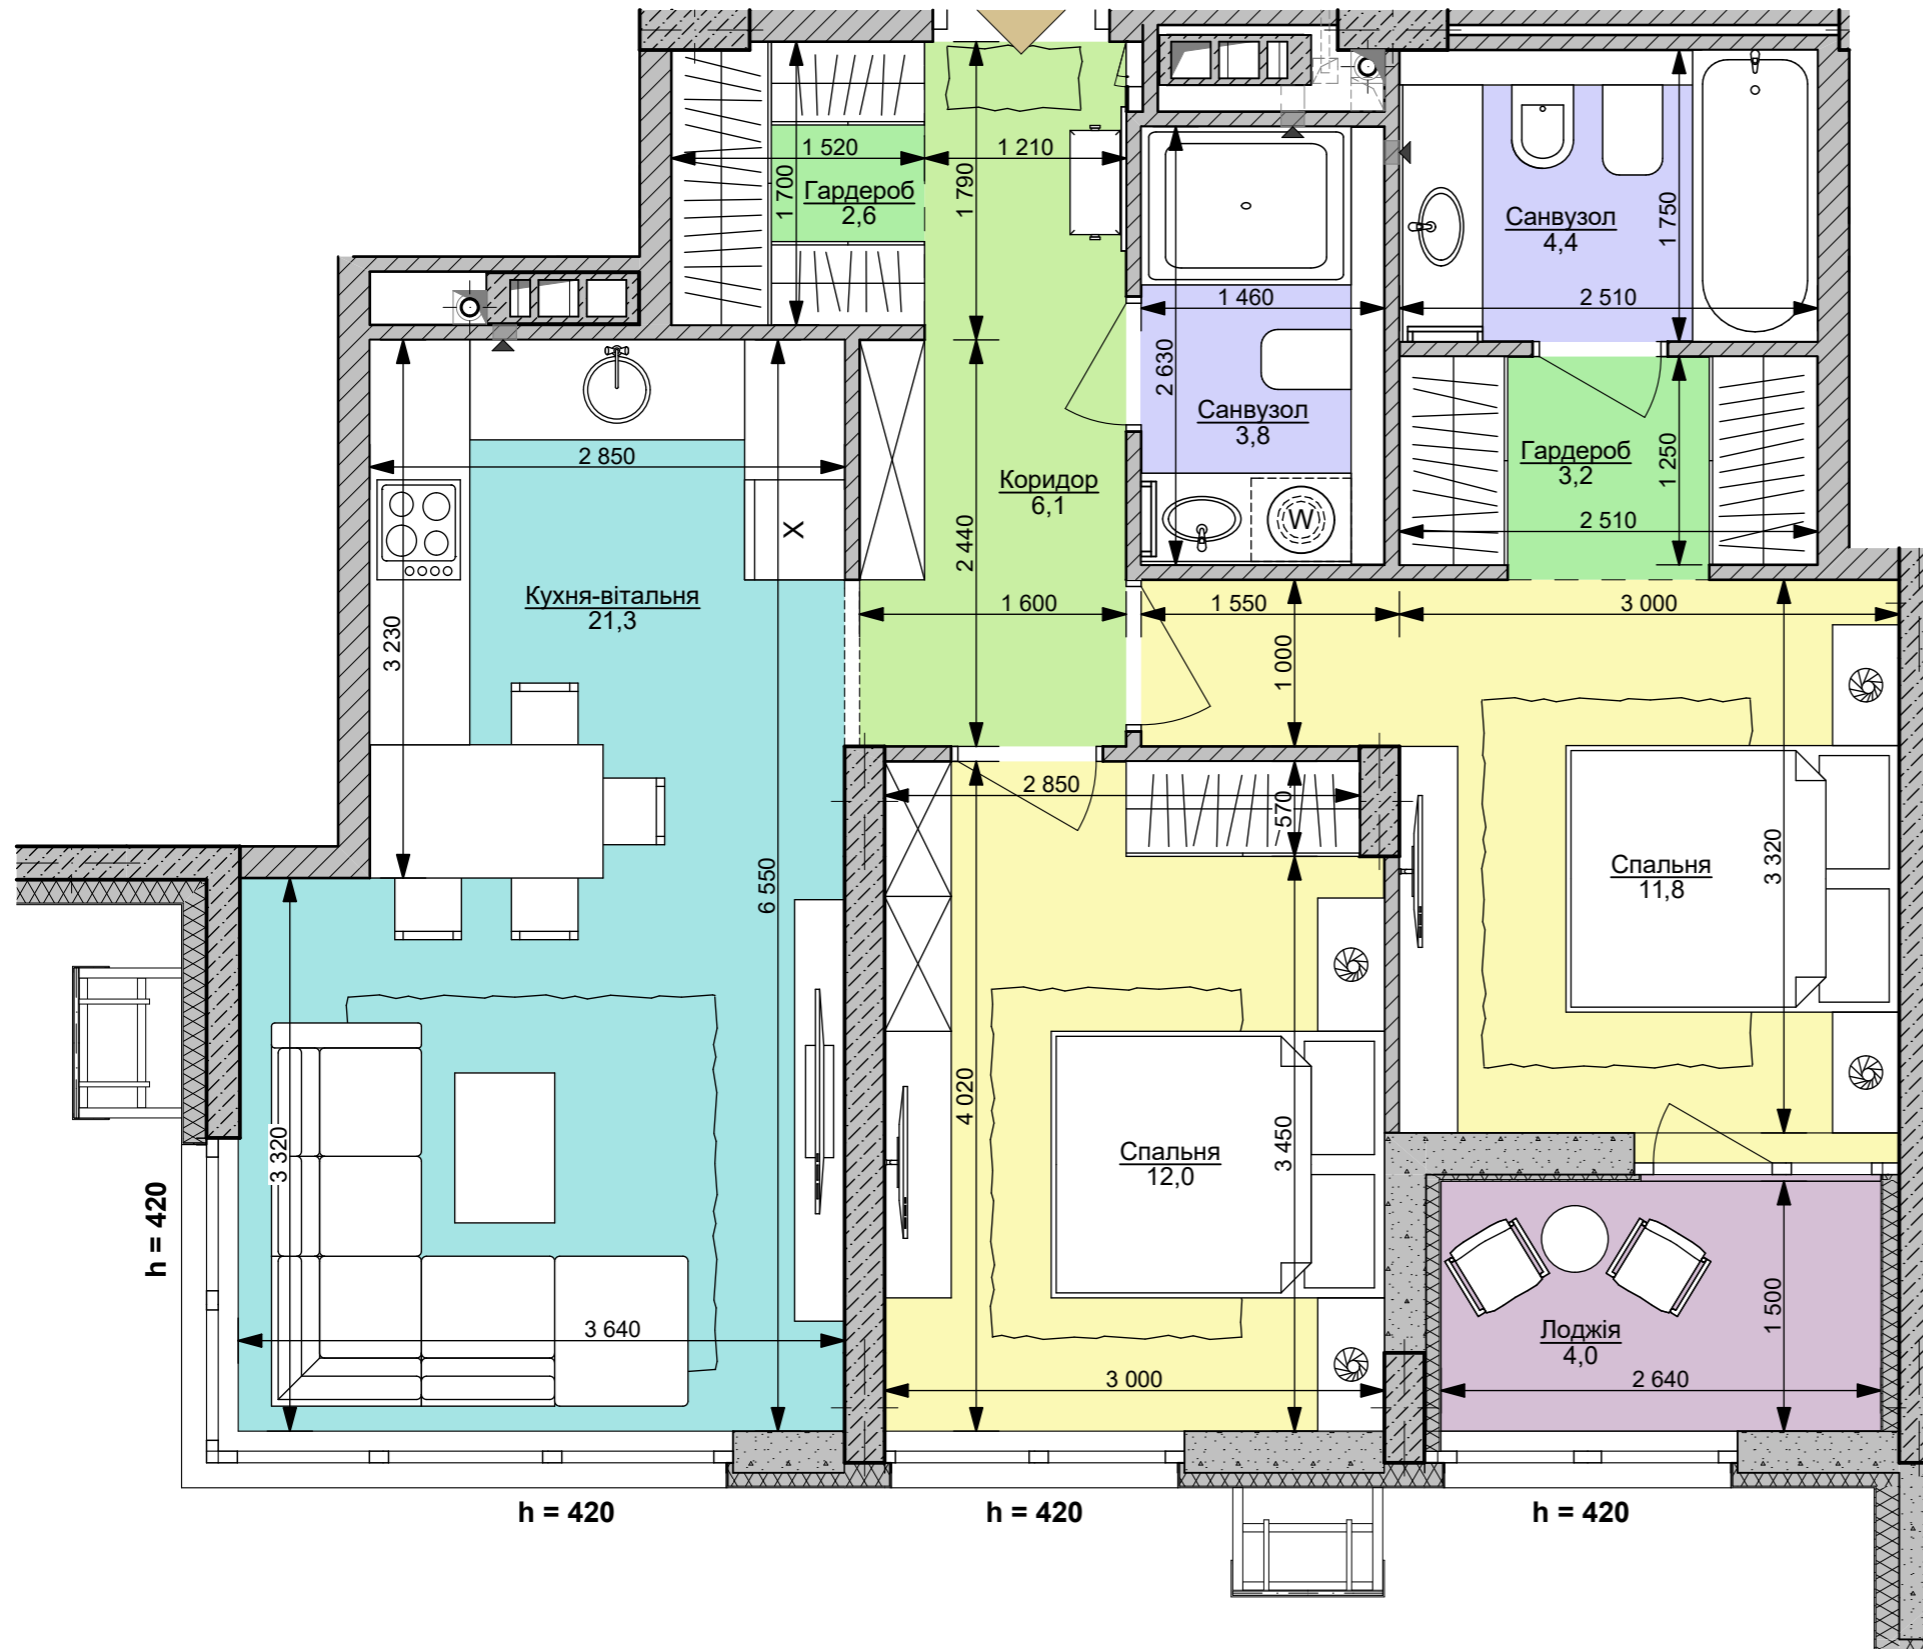 1 520
1 210
1 700
1 790
Гардероб
2,6
Санвузол
4,4
1 750
2 510
1 460
2 630
Санвузол
3,8
2 850
Коридор
6,1
Гардероб
3,2
1 250
2 510
W
X
2 440
Кухня-вітальня
21,3
3 230
1 600
1 550
3 000
1 000
2 850
570
Спальня
11,8
3 320
6 550
4 020
3 450
Спальня
12,0
3 320
h = 420
1 500
Лоджія
4,0
3 640
3 000
2 640
h = 420
h = 420
h = 420